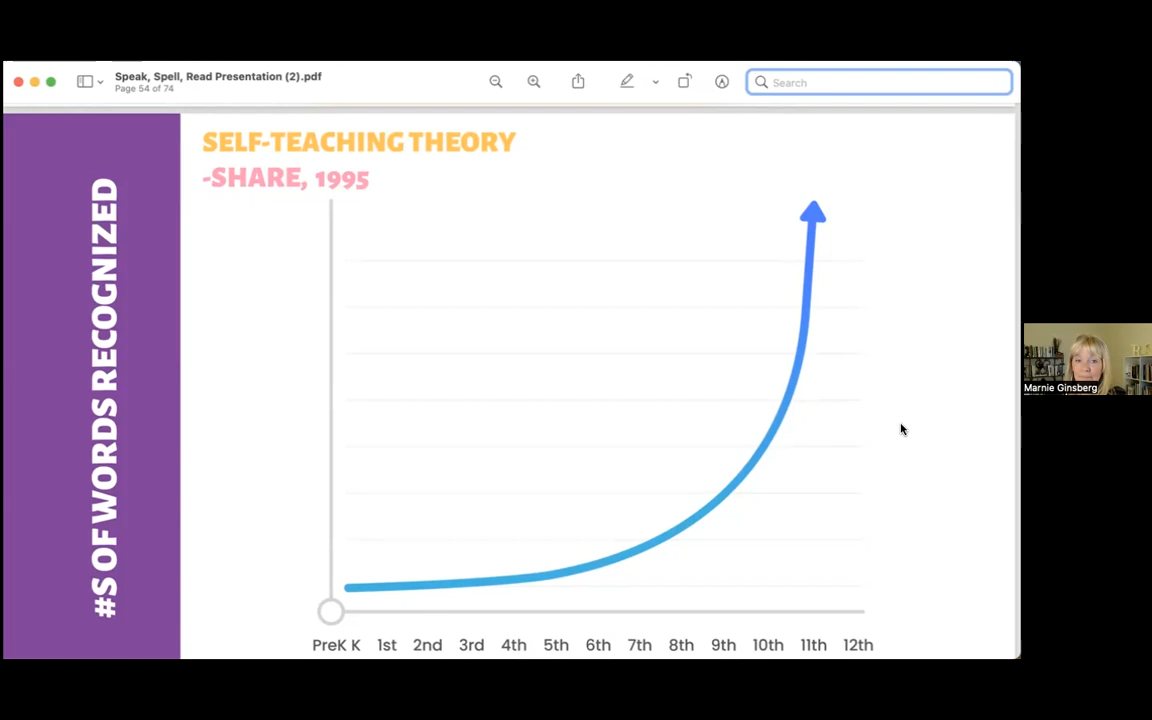 Speak, Spell, Read Presentation (2).pdf
Page 54 of 74
Search
SELF-TEACHING THEORY
-SHARE, 1995
#S OF WORDS RECOGNIZED
PreK K 1st 2nd 3rd 4th 5th 6th 7th 8th 9th 10th 11th 12th
Marnie Ginsberg